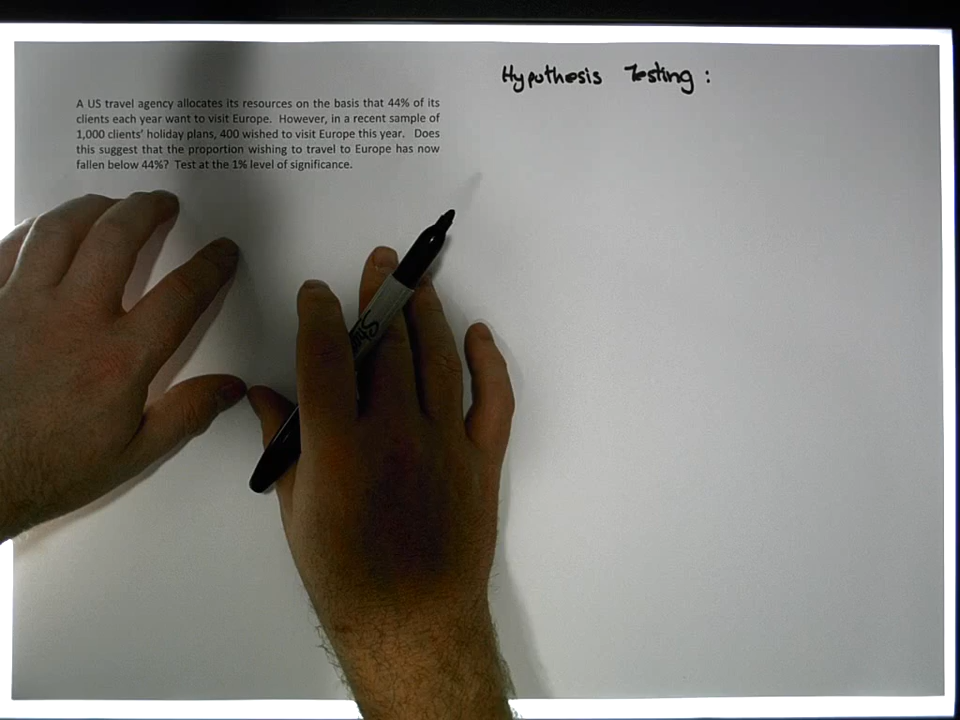 Hypothesis Testing :
A US travel agency allocates its resources on the basis that 44% of its
clients each year want to visit Europe. However, in a recent sample of
1,000 clients' holiday plans, 400 wished to visit Europe this year. Does
this suggest that the proportion wishing to travel to Europe has now
fallen below 44%? Test at the 1% level of significance.